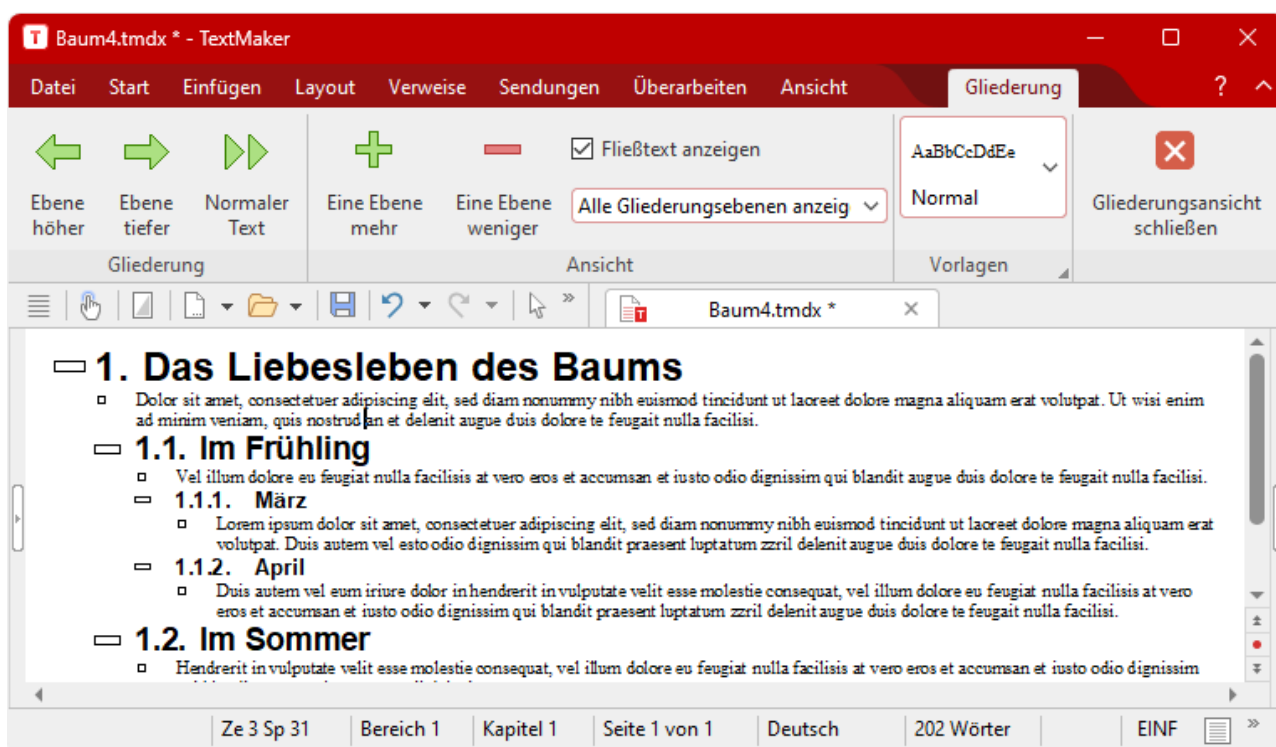 Baum4.tmdx * - TextMaker
Datei Start Einfügen Layout Verweise Sendungen Überarbeiten Ansicht Gliederung ?
Ebene höher
Ebene tiefer
Normaler Text
Eine Ebene mehr
Eine Ebene weniger
Fließtext anzeigen
Alle Gliederungsebenen anzeig
AaBbCcDdEe
Normal
Gliederungsansicht schließen
Gliederung Ansicht Vorlagen
Baum4.tmdx *
1. Das Liebesleben des Baums
Dolor sit amet, consectetuer adipiscing elit, sed diam nonummy nibh euismod tincidunt ut laoreet dolore magna aliquam erat volutpat. Ut wisi enim
ad minim veniam, quis nostrud an et delenit augue duis dolore te feugait nulla facilisi.
1.1. Im Frühling
Vel illum dolore eu feugiat nulla facilisis at vero eros et accumsan et iusto odio dignissim qui blandit augue duis dolore te feugait nulla facilisi.
1.1.1. März
Lorem ipsum dolor sit amet, consectetuer adipiscing elit, sed diam nonummy nibh euismod tincidunt ut laoreet dolore magna aliquam erat
volutpat. Duis autem vel esto odio dignissim qui blandit praesent luptatum zzril delenit augue duis dolore te feugait nulla facilisi.
1.1.2. April
Duis autem vel eum iriure dolor in hendrerit in vulputate velit esse molestie consequat, vel illum dolore eu feugiat nulla facilisis at vero
eros et accumsan et iusto odio dignissim qui blandit praesent luptatum zzril delenit augue duis dolore te feugait nulla facilisi.
1.2. Im Sommer
Hendrerit in vulputate velit esse molestie consequat, vel illum dolore eu feugiat nulla facilisis at vero eros et accumsan et iusto odio dignissim
Ze 3 Sp 31 Bereich 1 Kapitel 1 Seite 1 von 1 Deutsch 202 Wörter EINF